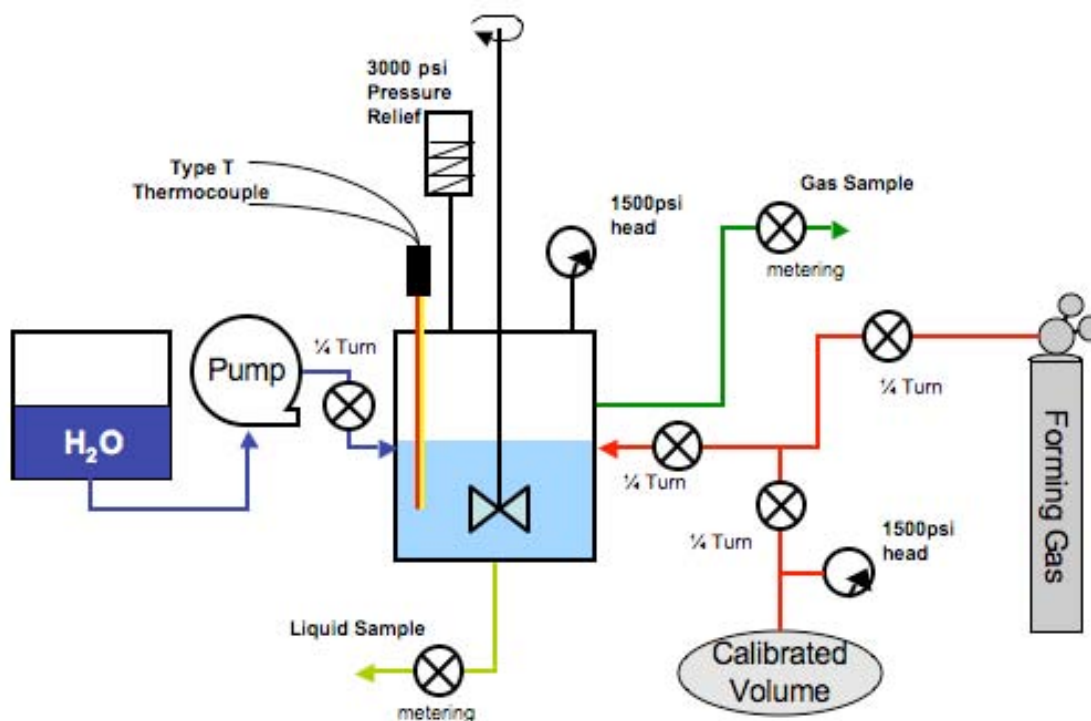 3000 psi
Pressure
Relief
Type T
Thermocouple
1500psi
head
Gas Sample
metering
¼ Turn
Pump
H₂O
¼ Turn
¼ Turn
¼ Turn
1500psi
head
Forming Gas
Liquid Sample
metering
Calibrated
Volume